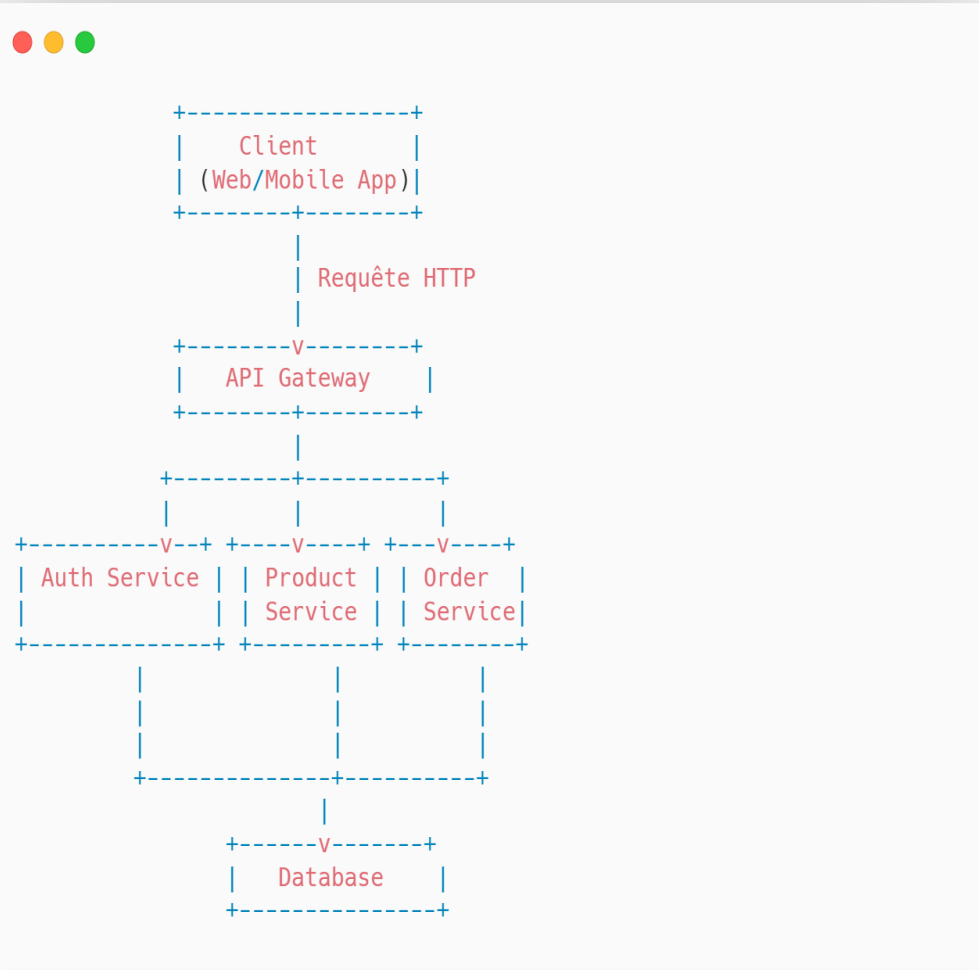 +-----------------+
|    Client       |
| (Web/Mobile App)|
+--------+--------+
|
| Requête HTTP
|
+--------v--------+
|   API Gateway    |
+--------+--------+
|
+---------+----------+
|         |          |
+----------v--+ +----v----+ +---v----+
| Auth Service | | Product | | Order  |
|              | | Service | | Service|
+--------------+ +---------+ +--------+
|              |          |
|              |          |
|              |          |
+--------------+----------+
|
+------v-------+
|   Database    |
+---------------+